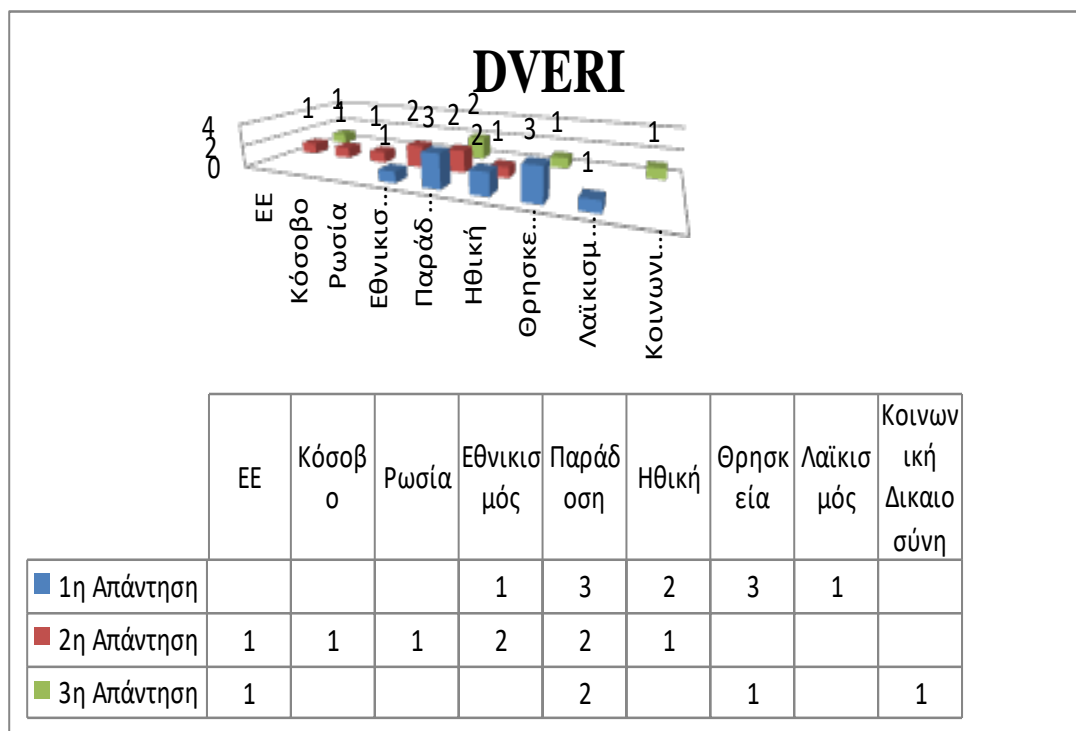 DVERI
4
2
0
1 1 1 1 1 2 3 2 2 2 1 3 1 1 1
ΕΕ
Κόσοβο
Ρωσία
Εθνικισ...
Παράδ...
Ηθική
Θρησκε...
Λαϊκισμ...
Κοινωνι...
ΕΕ
Κόσοβ
ο
Ρωσία
Εθνικισ
μός
Παράδ
οση
Ηθική
Θρησκ
εία
Λαϊκισ
μός
Κοινων
ική
Δικαιο
σύνη
1η Απάντηση 1 3 2 3 1
2η Απάντηση 1 1 1 2 2 1
3η Απάντηση 1 2 1 1